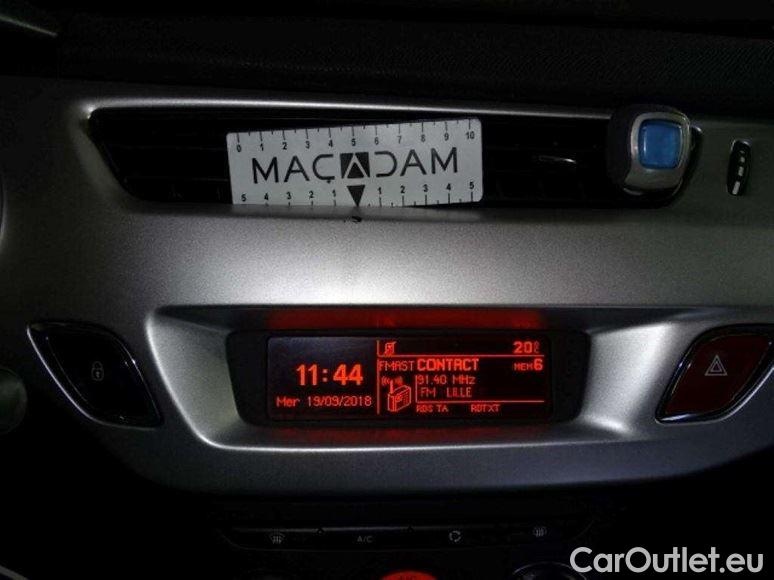 0 1 2 3 4 5 6 7 8 9 10
MAÇADAM
5 4 3 2 1 1 2 3 4 5
20°C
11:44
FMAST CONTACT
MEM6
91.40 MHz
FM LILLE
Mer 19/09/2018
RDS TA RDTXT
A/C
CarOutlet.eu